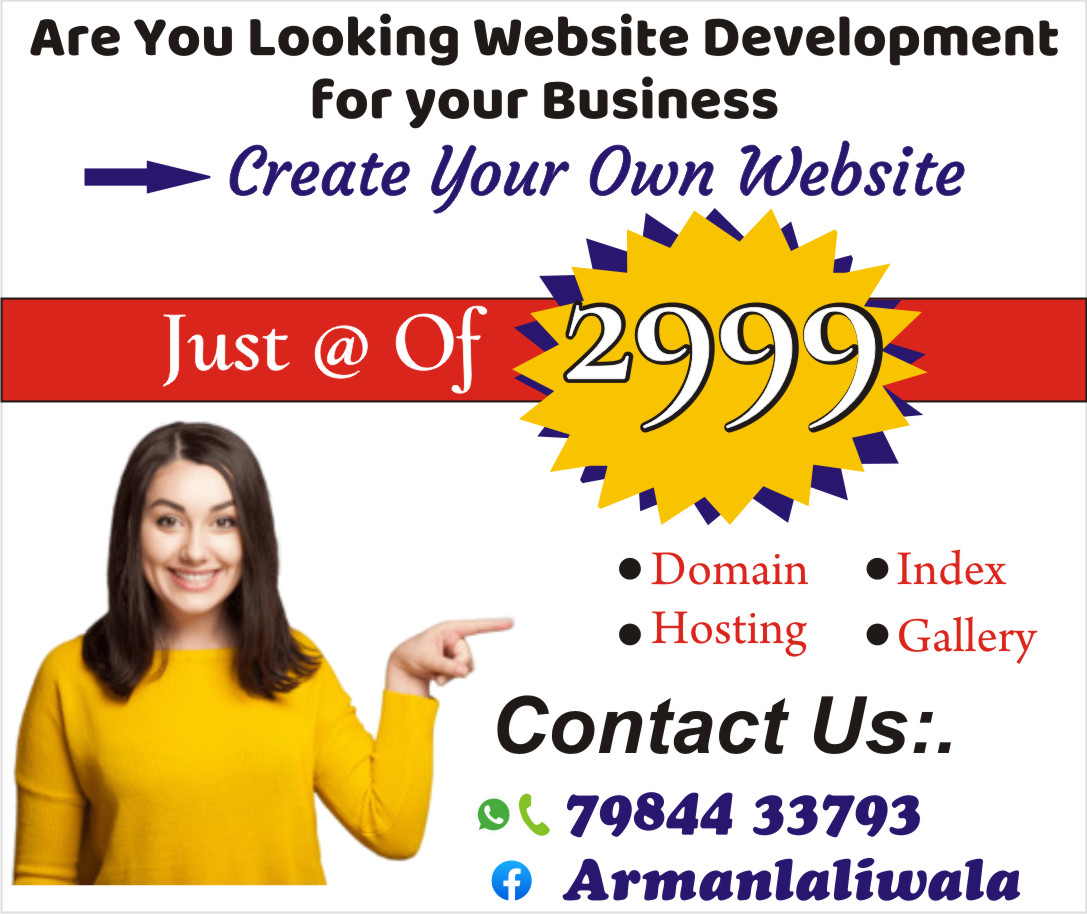 Are You Looking Website Development
for your Business
Create Your Own Website
Just @ Of 2999
• Domain • Index
• Hosting • Gallery
Contact Us:.
79844 33793
Armanlaliwala